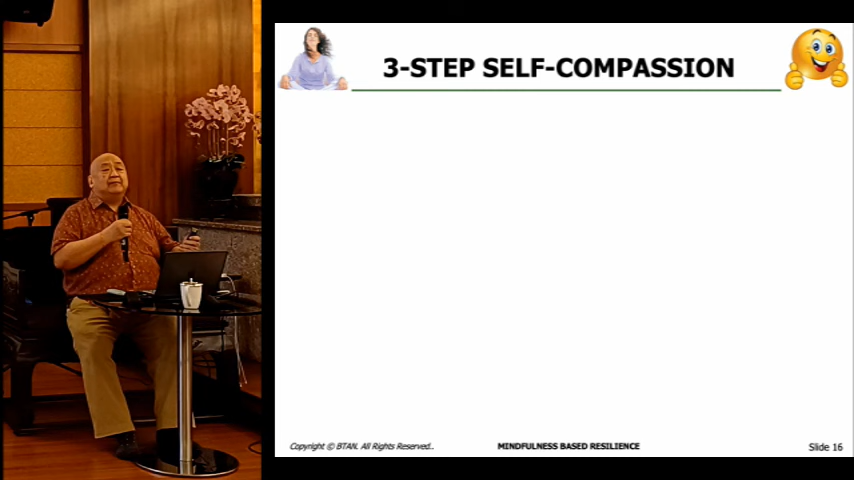 3-STEP SELF-COMPASSION
Copyright © BTAN. All Rights Reserved..
MINDFULNESS BASED RESILIENCE
Slide 16